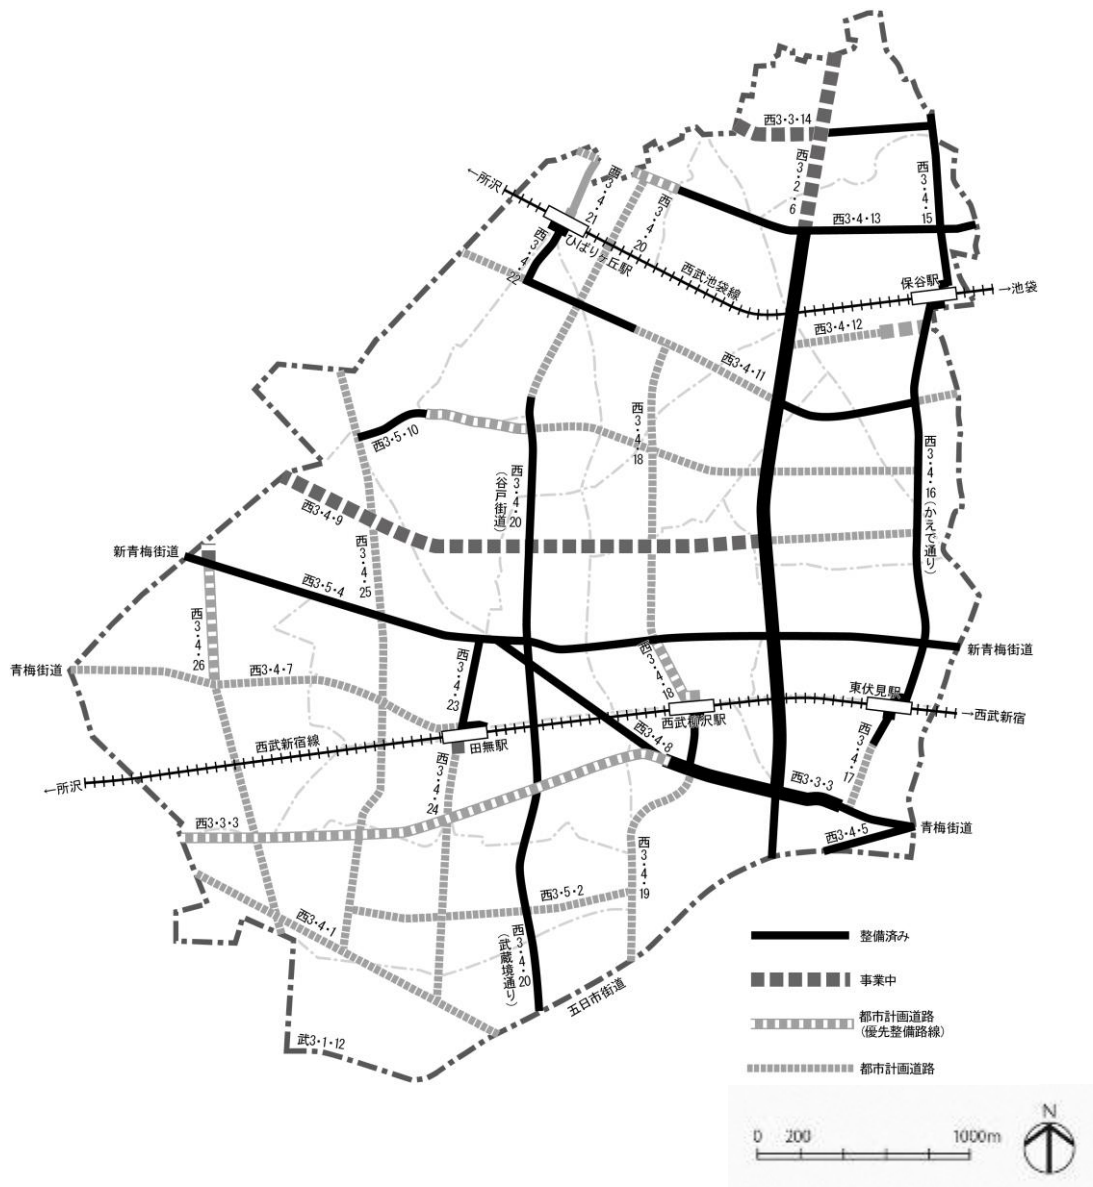 西3・3・14
西3・2・6
西3・4・15
西3・4・21
西3・4・20
←所沢
西3・4・13
西3・4・22
ひばりヶ丘駅
西武池袋線
保谷駅
→池袋
西3・4・12
西3・4・11
西3・5・10
西3・4・18
西3・4・20
(谷戸街道)
西3・4・16(かえで通り)
西3・4・9
新青梅街道
西3・4・25
西3・5・4
西3・4・26
青梅街道
西3・4・7
西3・4・23
西3・4・18
新青梅街道
東伏見駅
→西武新宿
西武柳沢駅
西武新宿線
田無駅
西3・4・8
←所沢
西3・4・24
西3・4・17
西3・3・3
西3・3・3
青梅街道
西3・4・5
西3・4・19
西3・5・2
西3・4・1
西3・4・20
(武蔵境通り)
五日市街道
武3・1・12
整備済み
事業中
都市計画道路
(優先整備路線)
都市計画道路
0 200 1000m
N